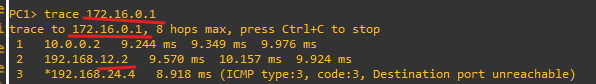 PC1> trace 172.16.0.1
trace to 172.16.0.1, 8 hops max, press Ctrl+C to stop
1 10.0.0.2 9.244 ms 9.349 ms 9.976 ms
2 192.168.12.2 9.570 ms 10.157 ms 9.924 ms
3 *192.168.24.4 8.918 ms (ICMP type:3, code:3, Destination port unreachable)